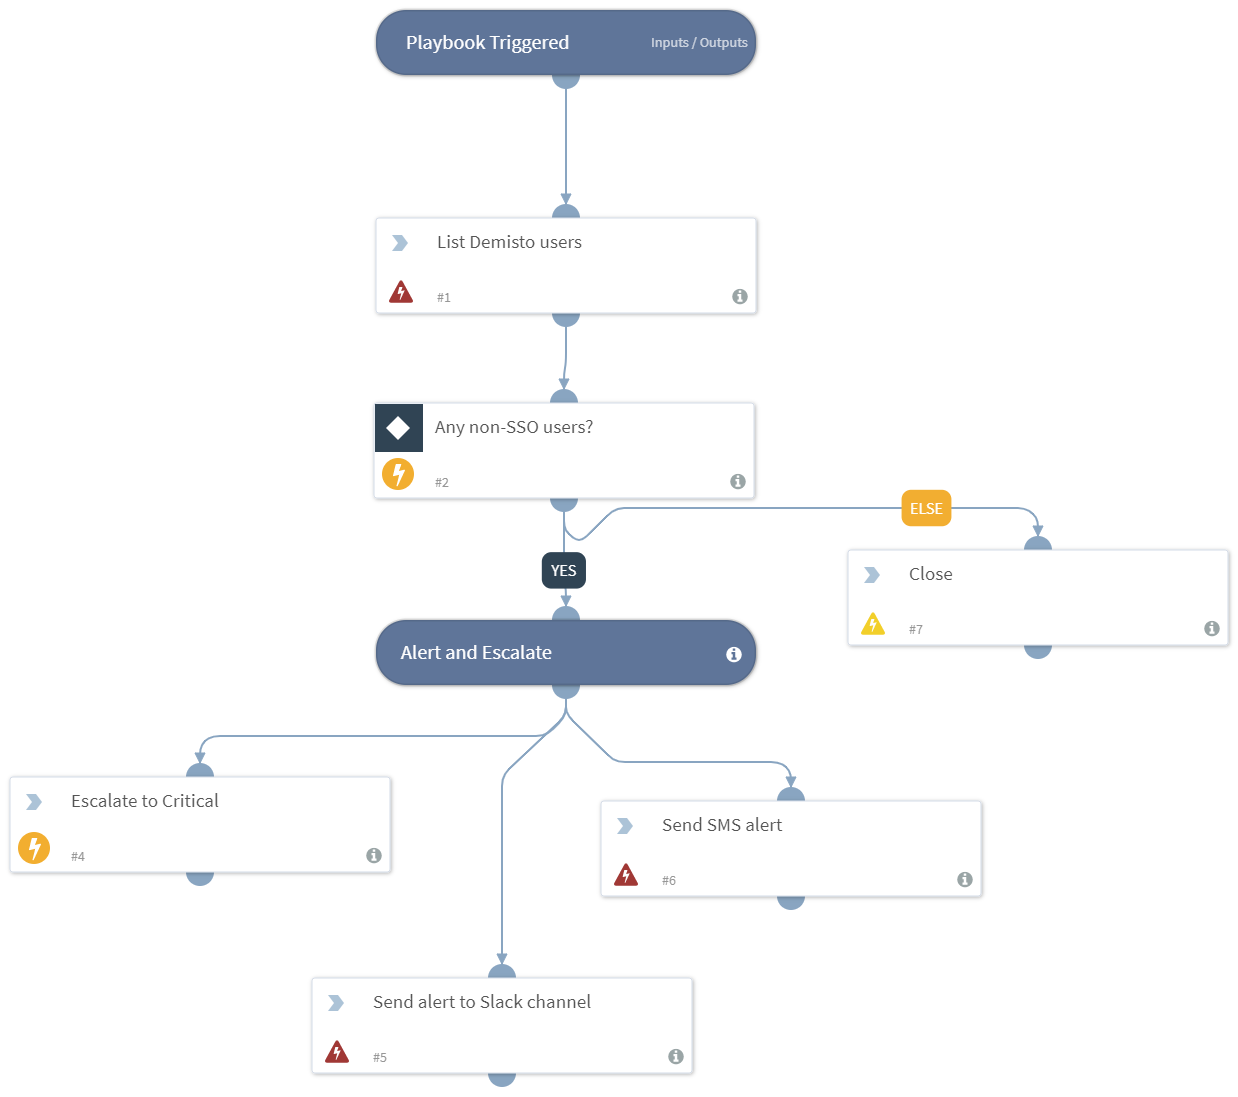 Playbook Triggered
Inputs / Outputs
List Demisto users
#1
Any non-SSO users?
#2
ELSE
YES
Close
#7
Alert and Escalate
Escalate to Critical
#4
Send SMS alert
#6
Send alert to Slack channel
#5